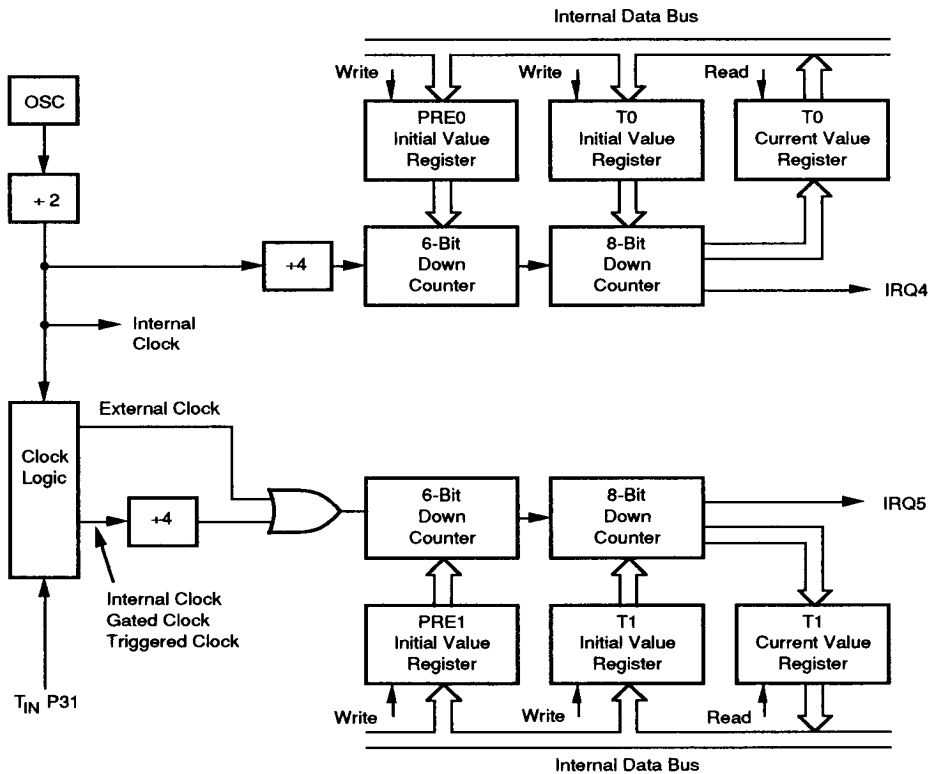 Internal Data Bus
Write
Write
Read
OSC
PRE0
Initial Value
Register
T0
Initial Value
Register
T0
Current Value
Register
+ 2
+4
6-Bit
Down
Counter
8-Bit
Down
Counter
IRQ4
Internal
Clock
External Clock
Clock
Logic
+4
6-Bit
Down
Counter
8-Bit
Down
Counter
IRQ5
Internal Clock
Gated Clock
Triggered Clock
PRE1
Initial Value
Register
T1
Initial Value
Register
T1
Current Value
Register
TIN P31
Write
Write
Read
Internal Data Bus